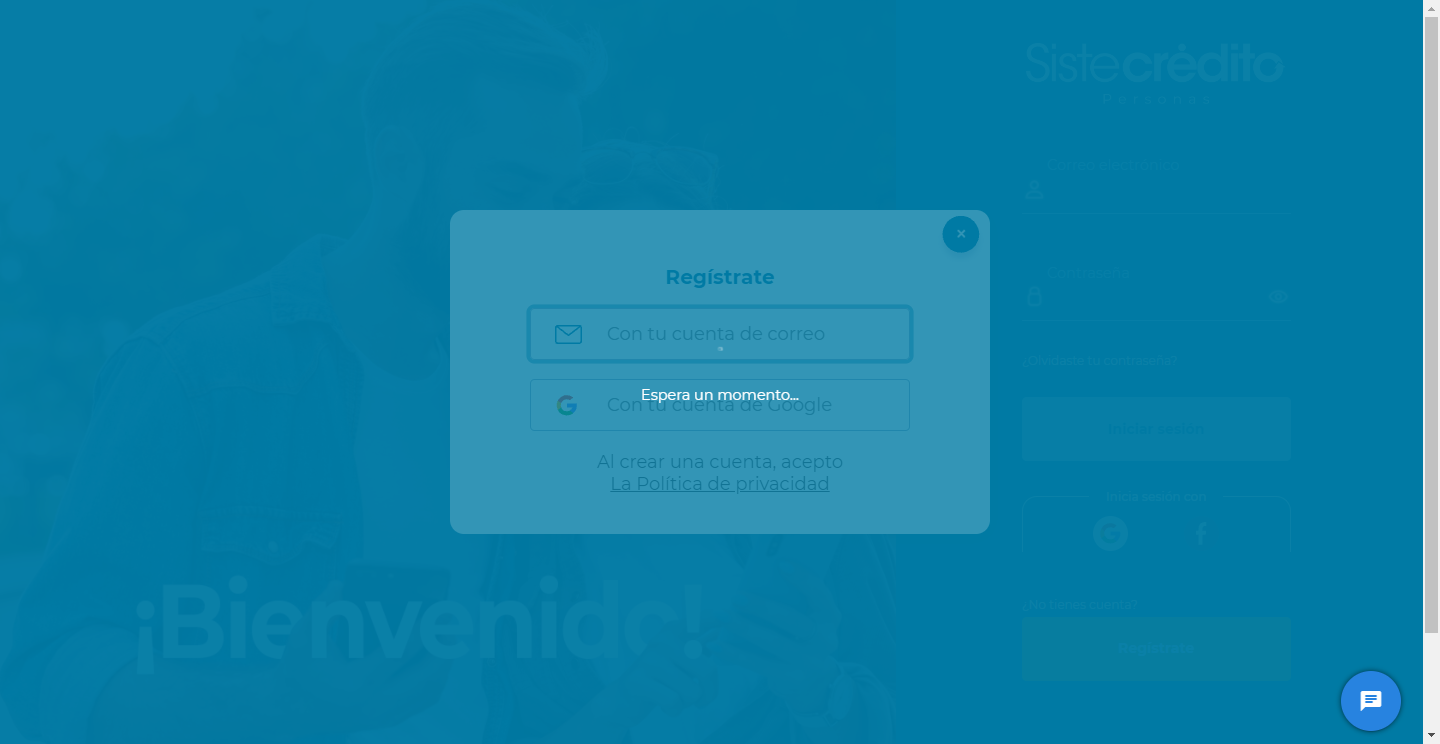 Sistecrédito
Personas
Correo electrónico
Contraseña
¿Olvidaste tu contraseña?
Iniciar sesión
Inicia sesión con
¿No tienes cuenta?
Regístrate
×
Regístrate
Con tu cuenta de correo
Espera un momento...
Con tu cuenta de Google
Al crear una cuenta, acepto
La Política de privacidad
¡Bienvenido!